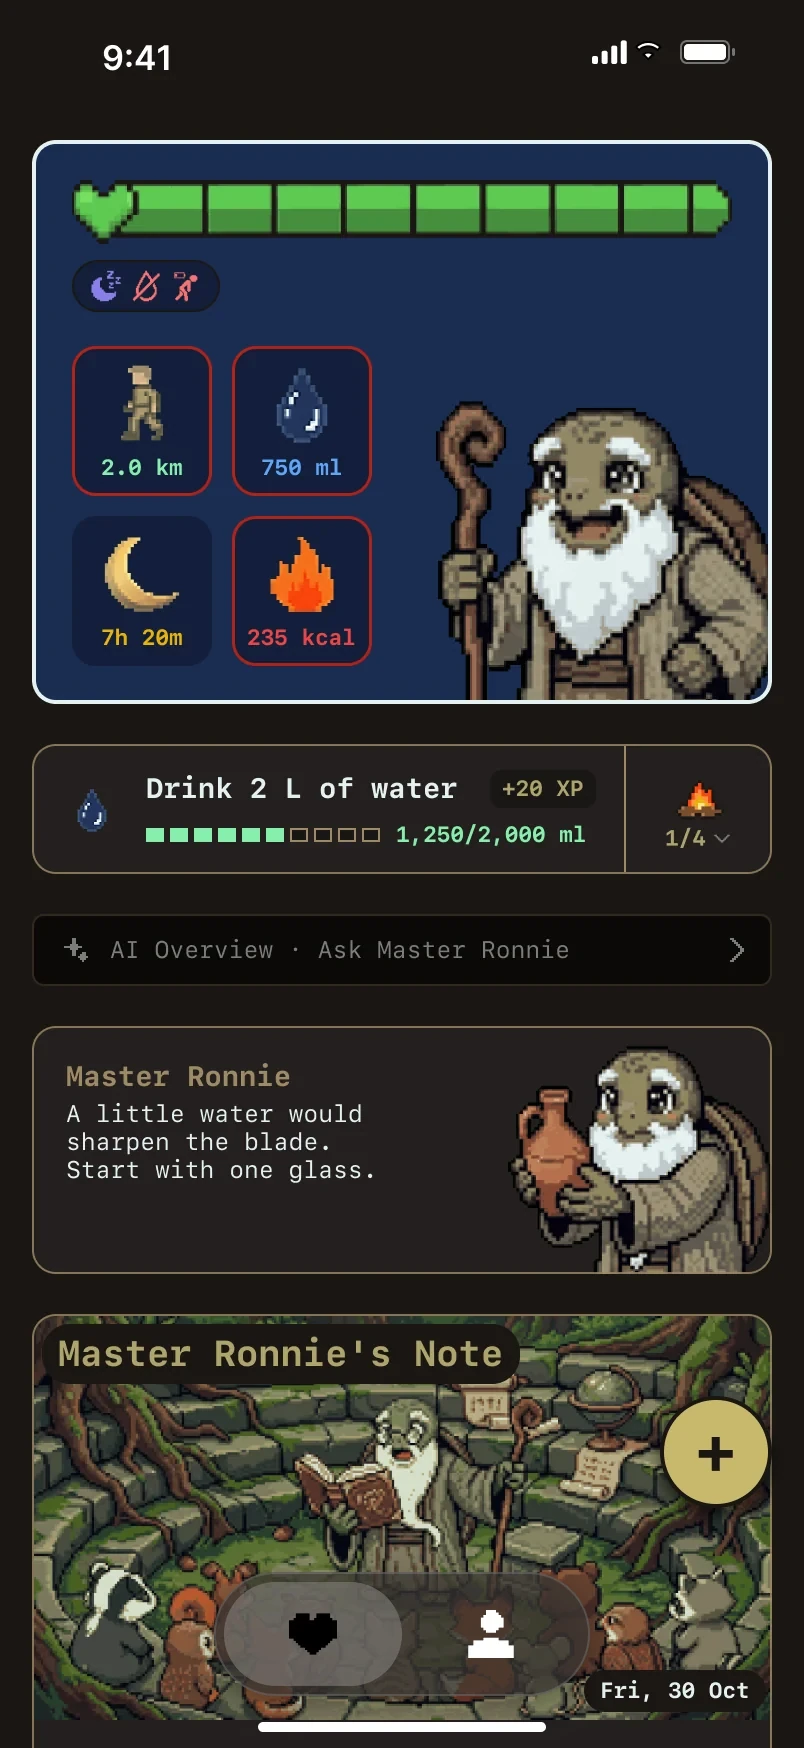 9:41
2.0 km
750 ml
7h 20m
235 kcal
Drink 2 L of water
+20 XP
1,250/2,000 ml
1/4
AI Overview · Ask Master Ronnie
Master Ronnie
A little water would
sharpen the blade.
Start with one glass.
Master Ronnie's Note
Fri, 30 Oct